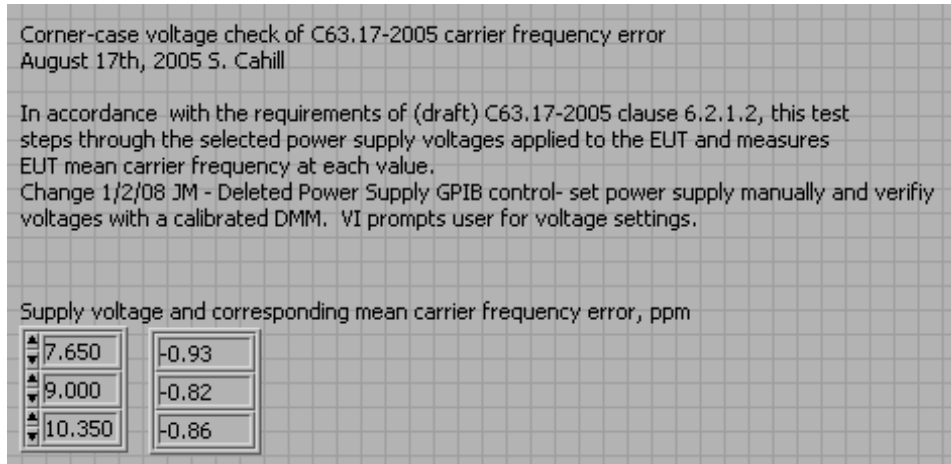 Corner-case voltage check of C63.17-2005 carrier frequency error
August 17th, 2005 S. Cahill
In accordance with the requirements of (draft) C63.17-2005 clause 6.2.1.2, this test
steps through the selected power supply voltages applied to the EUT and measures
EUT mean carrier frequency at each value.
Change 1/2/08 JM - Deleted Power Supply GPIB control- set power supply manually and verifiy
voltages with a calibrated DMM. VI prompts user for voltage settings.
Supply voltage and corresponding mean carrier frequency error, ppm
7.650 -0.93
9.000 -0.82
10.350 -0.86